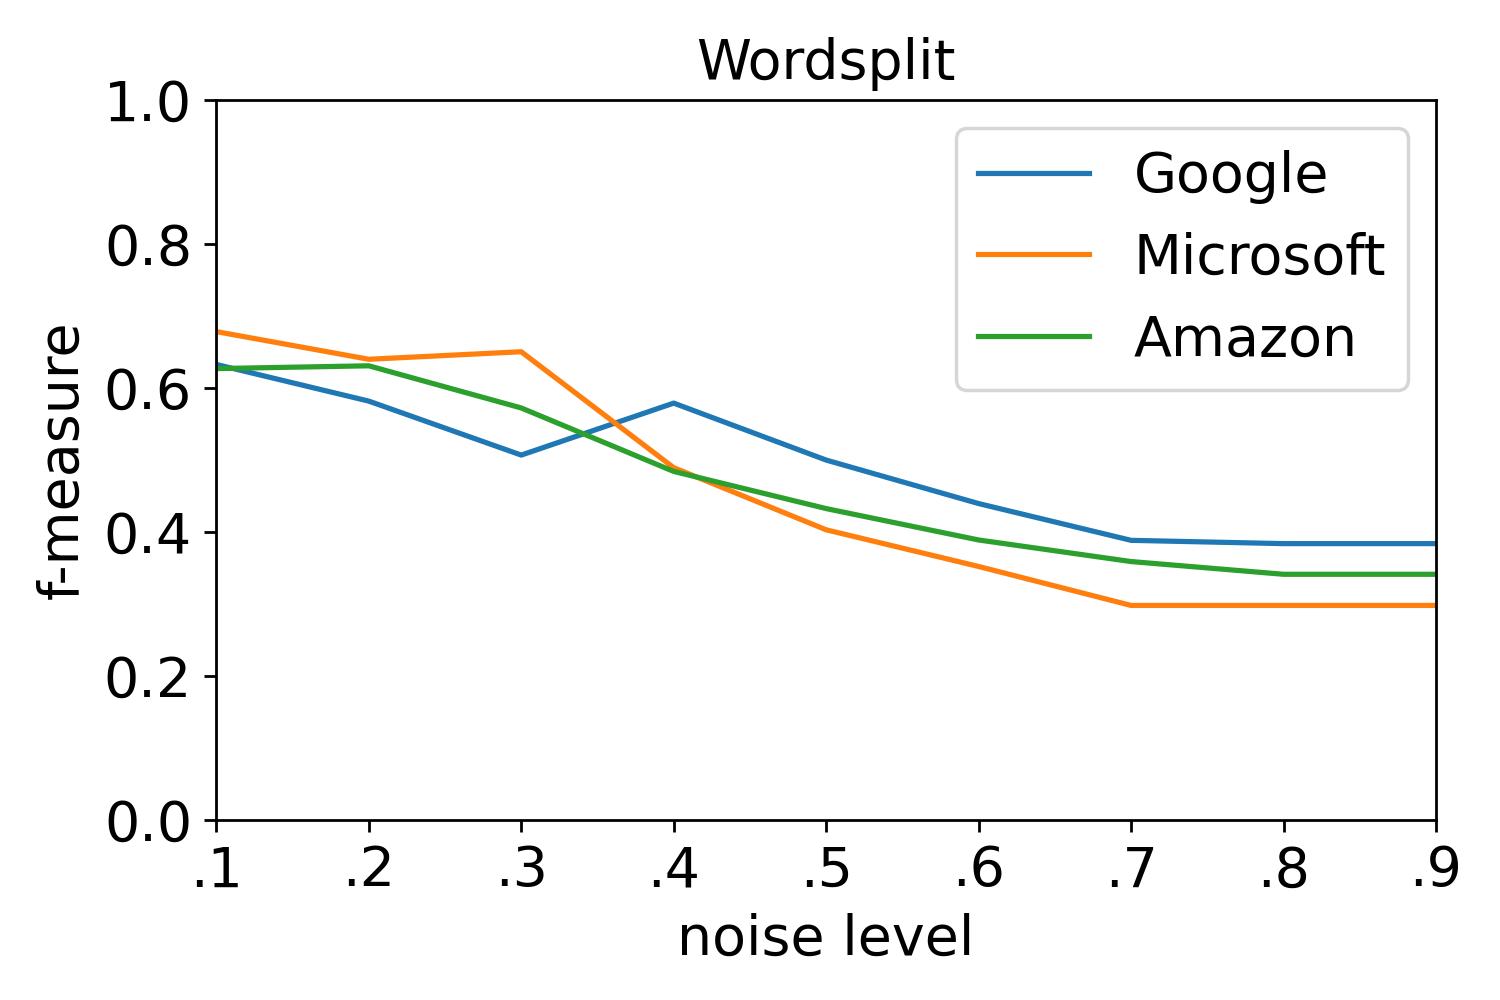 Wordsplit
1.0
0.8
0.6
0.4
0.2
0.0
f-measure
Google
Microsoft
Amazon
.1 .2 .3 .4 .5 .6 .7 .8 .9
noise level